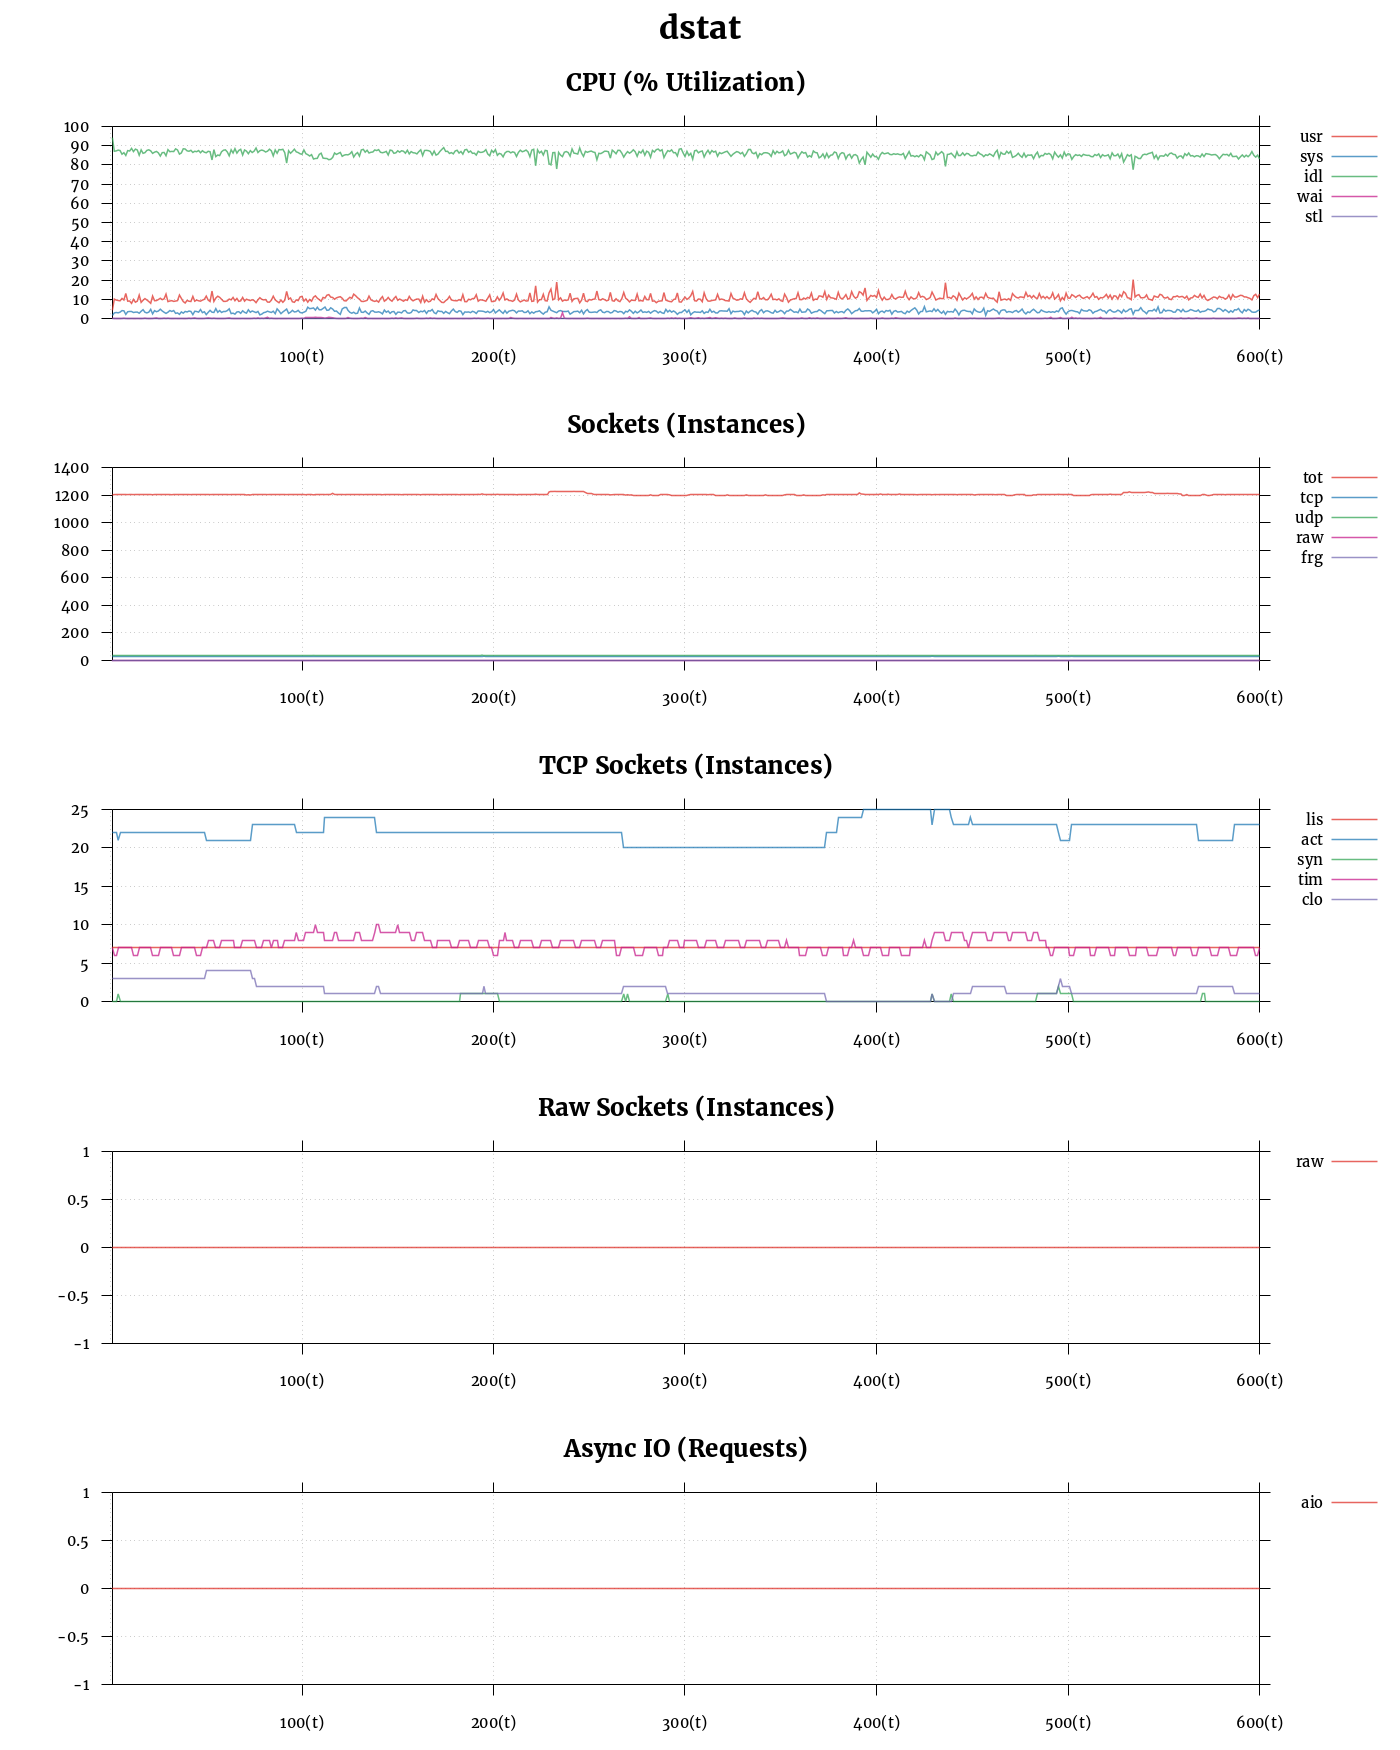 dstat
CPU (% Utilization)
100
90
80
70
60
50
40
30
20
10
0
100(t) 200(t) 300(t) 400(t) 500(t) 600(t)
usr
sys
idl
wai
stl
Sockets (Instances)
1400
1200
1000
800
600
400
200
0
100(t) 200(t) 300(t) 400(t) 500(t) 600(t)
tot
tcp
udp
raw
frg
TCP Sockets (Instances)
25
20
15
10
5
0
100(t) 200(t) 300(t) 400(t) 500(t) 600(t)
lis
act
syn
tim
clo
Raw Sockets (Instances)
1
0.5
0
-0.5
-1
100(t) 200(t) 300(t) 400(t) 500(t) 600(t)
raw
Async IO (Requests)
1
0.5
0
-0.5
-1
100(t) 200(t) 300(t) 400(t) 500(t) 600(t)
aio